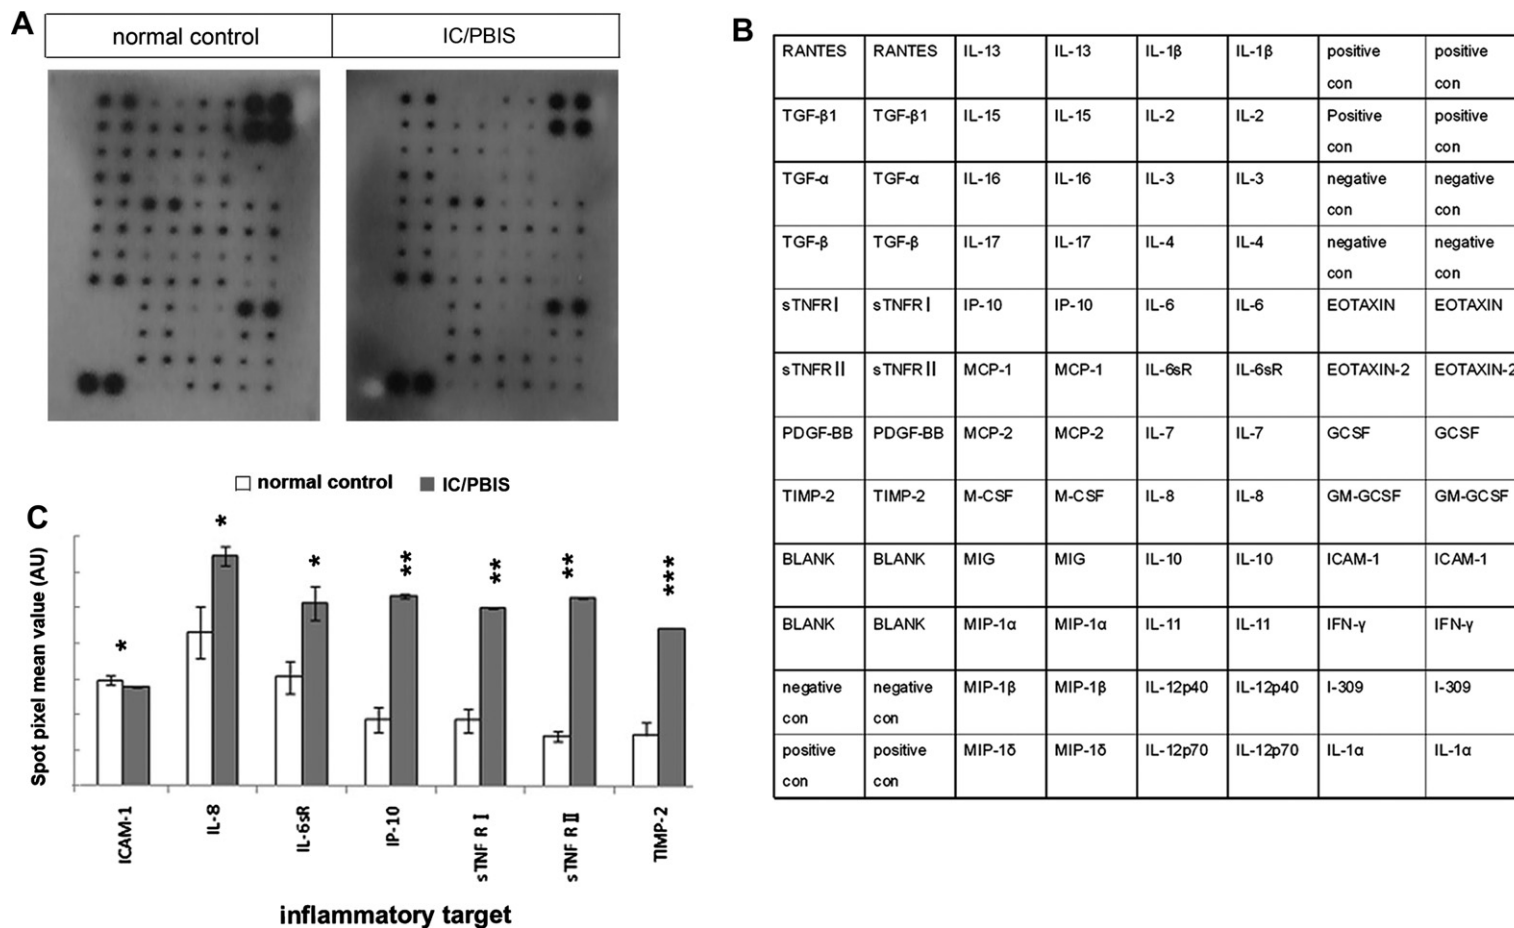 A
normal control IC/PBIS
B
RANTES RANTES IL-13 IL-13 IL-1β IL-1β positive con positive con
TGF-β1 TGF-β1 IL-15 IL-15 IL-2 IL-2 Positive con positive con
TGF-α TGF-α IL-16 IL-16 IL-3 IL-3 negative con negative con
TGF-β TGF-β IL-17 IL-17 IL-4 IL-4 negative con negative con
sTNFRⅠ sTNFRⅠ IP-10 IP-10 IL-6 IL-6 EOTAXIN EOTAXIN
sTNFRⅡ sTNFRⅡ MCP-1 MCP-1 IL-6sR IL-6sR EOTAXIN-2 EOTAXIN-2
PDGF-BB PDGF-BB MCP-2 MCP-2 IL-7 IL-7 GCSF GCSF
TIMP-2 TIMP-2 M-CSF M-CSF IL-8 IL-8 GM-GCSF GM-GCSF
BLANK BLANK MIG MIG IL-10 IL-10 ICAM-1 ICAM-1
BLANK BLANK MIP-1α MIP-1α IL-11 IL-11 IFN-γ IFN-γ
negative con negative con MIP-1β MIP-1β IL-12p40 IL-12p40 I-309 I-309
positive con positive con MIP-1δ MIP-1δ IL-12p70 IL-12p70 IL-1α IL-1α
C
normal control IC/PBIS
Spot pixel mean value (AU)
* * * ** ** ** ***
ICAM-1 IL-8 IL-6sR IP-10 sTNF R Ⅰ sTNF R Ⅱ TIMP-2
inflammatory target